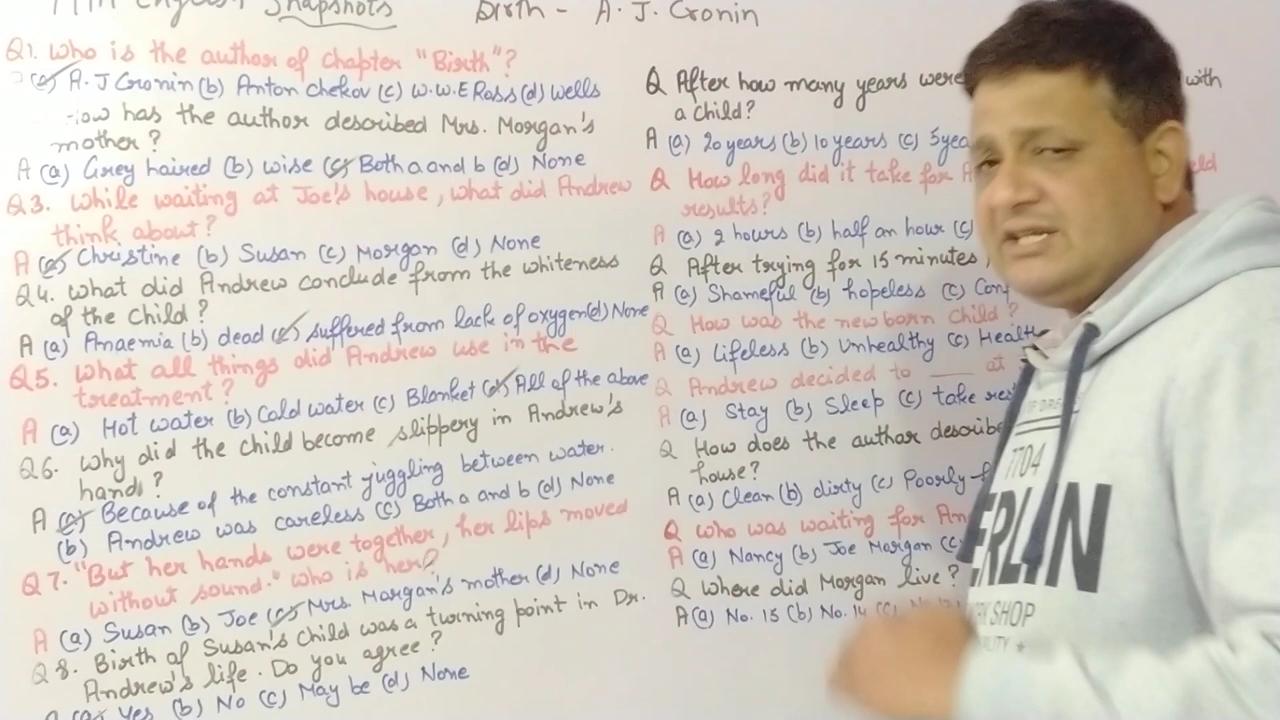 11th English Snapshots Birth - A. J. Cronin
Q1. Who is the author of chapter "Birth"?
(a) A. J Cronin (b) Anton Chekov (c) W.W.E Ross (d) Wells
How has the author described Mrs. Morgan's
mother?
A (a) Grey haired (b) wise (c) Both a and b (d) None
Q3. While waiting at Joe's house, what did Andrew
think about?
A (a) Christine (b) Susan (c) Morgan (d) None
Q4. What did Andrew conclude from the whiteness
of the child?
A (a) Anaemia (b) dead (c) suffered from lack of oxygen (d) None
Q5. What all things did Andrew use in the
treatment?
A (a) Hot water (b) Cold water (c) Blanket (d) All of the above
Q6. Why did the child become slippery in Andrew's
hands?
A (a) Because of the constant juggling between water.
(b) Andrew was careless (c) Both a and b (d) None
Q7. "But her hands were together, her lips moved
without sound." Who is her?
A (a) Susan (b) Joe (c) Mrs. Morgan's mother (d) None
Q8. Birth of Susan's child was a turning point in Dr.
Andrew's life. Do you agree?
(a) Yes (b) No (c) May be (d) None
Q After how many years were with
a child?
A (a) 20 years (b) 10 years (c) 5 yea
Q How long did it take for A
results?
A (a) 2 hours (b) half an hour (c)
Q After trying for 15 minutes,
A (a) Shameful (b) hopeless (c) Con
Q How was the newborn child?
A (a) Lifeless (b) Unhealthy (c) Health
Q Andrew decided to ___ at
A (a) Stay (b) Sleep (c) take res
Q How does the author describe
house?
A (a) Clean (b) dirty (c) Poorly-f
Q Who was waiting for An
A (a) Nancy (b) Joe Morgan (c)
Q Where did Morgan live?
A (a) No. 15 (b) No. 14 (c) No. 12
7704
ERLIN
SHOP